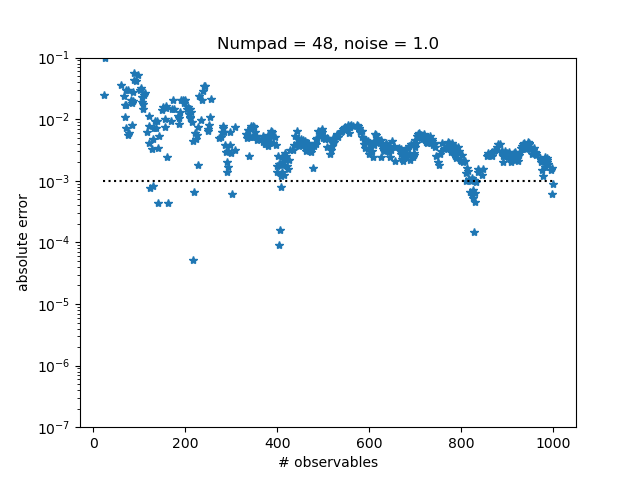 Numpad = 48, noise = 1.0
absolute error
10⁻¹
10⁻²
10⁻³
10⁻⁴
10⁻⁵
10⁻⁶
10⁻⁷
0 200 400 600 800 1000
# observables